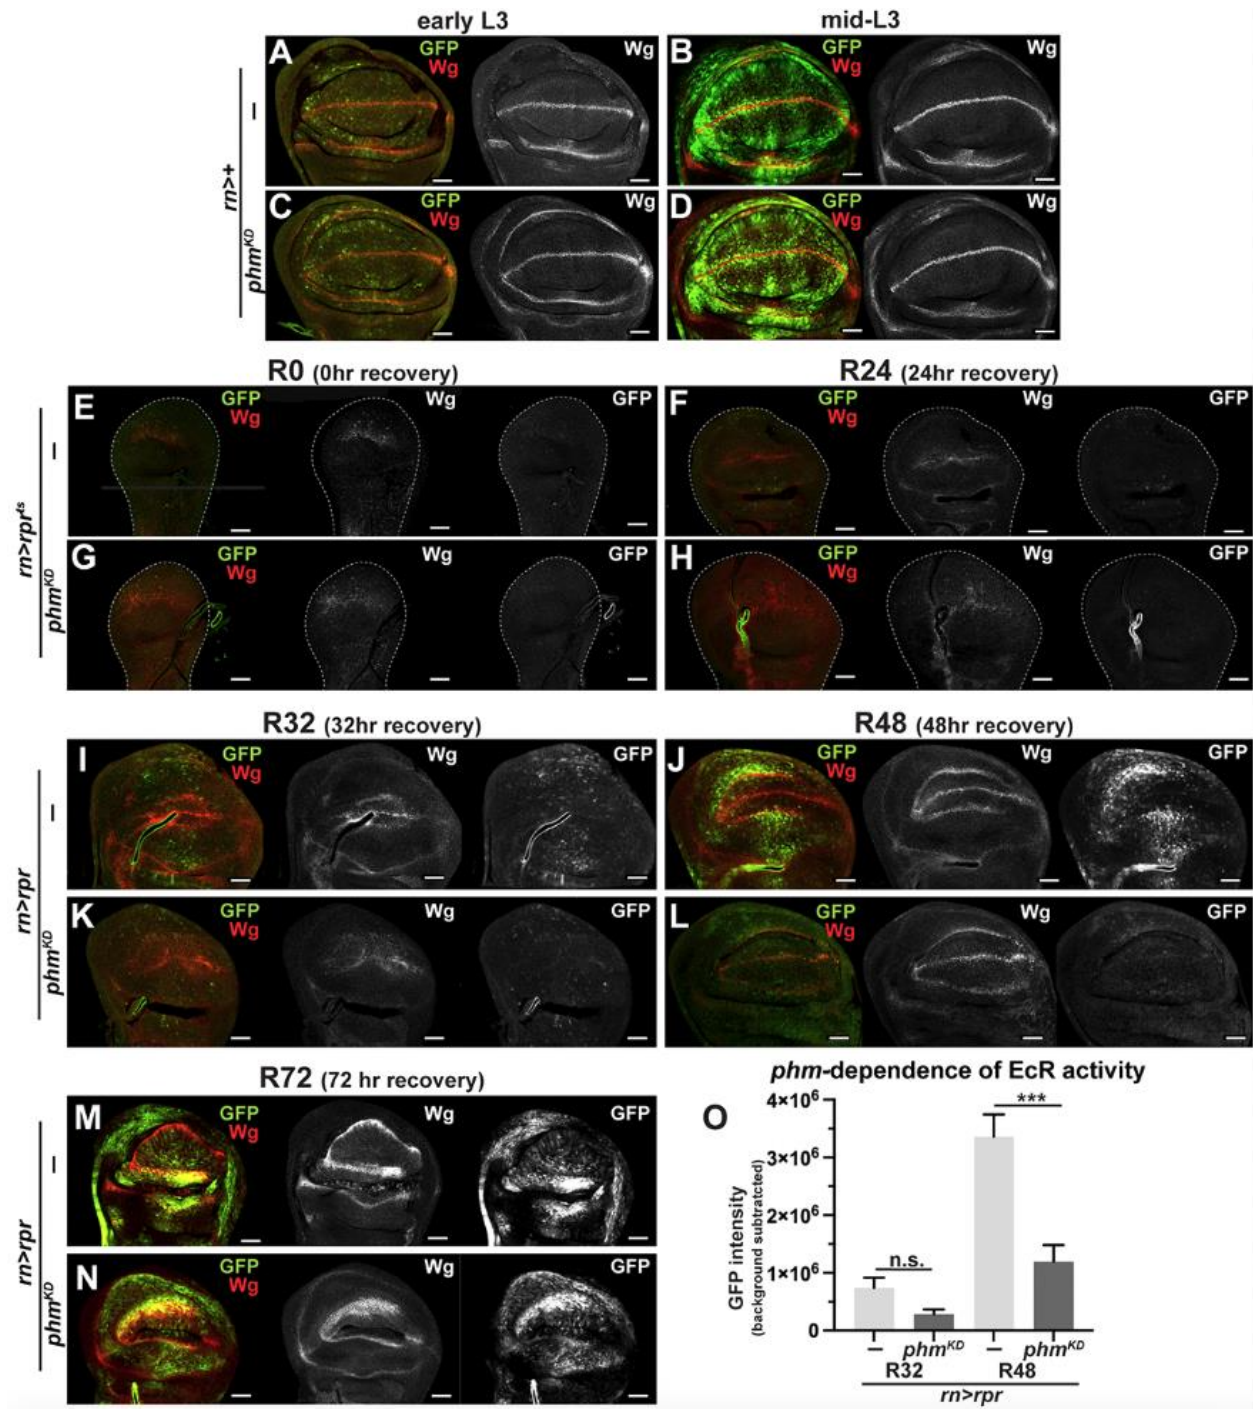 early L3 mid-L3
A GFP Wg Wg B GFP Wg Wg
rn>+ –
C GFP Wg Wg D GFP Wg Wg
phmKD
R0 (0hr recovery) R24 (24hr recovery)
E GFP Wg Wg GFP F GFP Wg Wg GFP
rn>rprts –
G GFP Wg Wg GFP H GFP Wg Wg GFP
phmKD
R32 (32hr recovery) R48 (48hr recovery)
I GFP Wg Wg GFP J GFP Wg Wg GFP
rn>rpr –
K GFP Wg Wg GFP L GFP Wg Wg GFP
phmKD
R72 (72 hr recovery)
M GFP Wg Wg GFP
rn>rpr –
N GFP Wg Wg GFP
phmKD
phm-dependence of EcR activity
O
GFP intensity
(background subtratcted)
4×10⁶
3×10⁶
2×10⁶
1×10⁶
0
n.s. ***
– phmKD – phmKD
R32 R48
rn>rpr